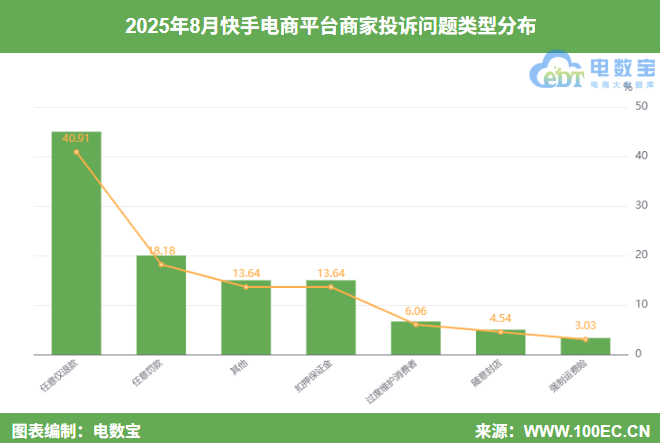 2025年8月快手电商平台商家投诉问题类型分布
电数宝
eDT
电商大数据库
%
50
40
30
20
10
0
40.91
18.18
13.64
13.64
6.06
4.54
3.03
任意仅退款
任意罚款
其他
扣押保证金
过度维护消费者
随意封店
强制运费险
图表编制：电数宝
来源：WWW.100EC.CN